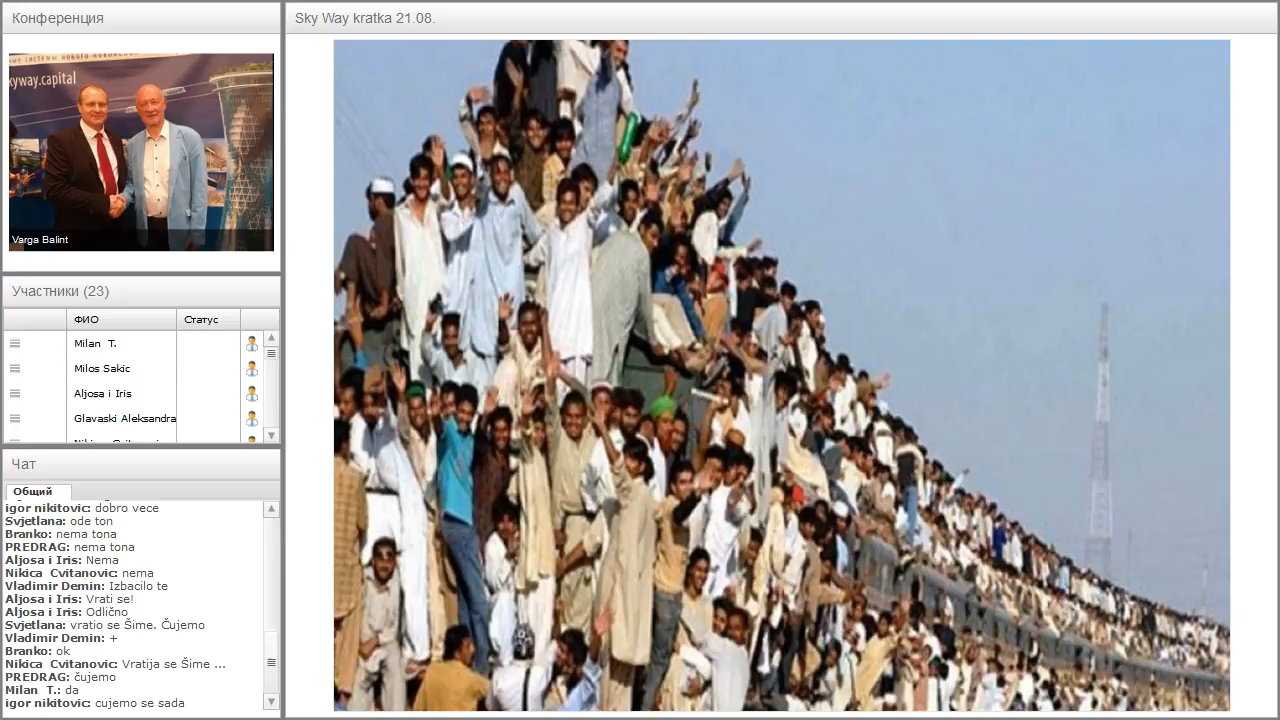 Конференция
нового поколения
kyway.capital
Varga Balint
Участники (23)
ФИО Статус
Milan T.
Milos Sakic
Aljosa i Iris
Glavaski Aleksandra
Чат
Общий
igor nikitovic: dobro vece
Svjetlana: ode ton
Branko: nema tona
PREDRAG: nema tona
Aljosa i Iris: Nema
Nikica Cvitanovic: nema
Vladimir Demin: Izbacilo te
Aljosa i Iris: Vrati se!
Aljosa i Iris: Odlično
Svjetlana: vratio se Šime. Čujemo
Vladimir Demin: +
Branko: ok
Nikica Cvitanovic: Vratija se Šime ...
PREDRAG: čujemo
Milan T.: da
igor nikitovic: cujemo se sada
Sky Way kratka 21.08.